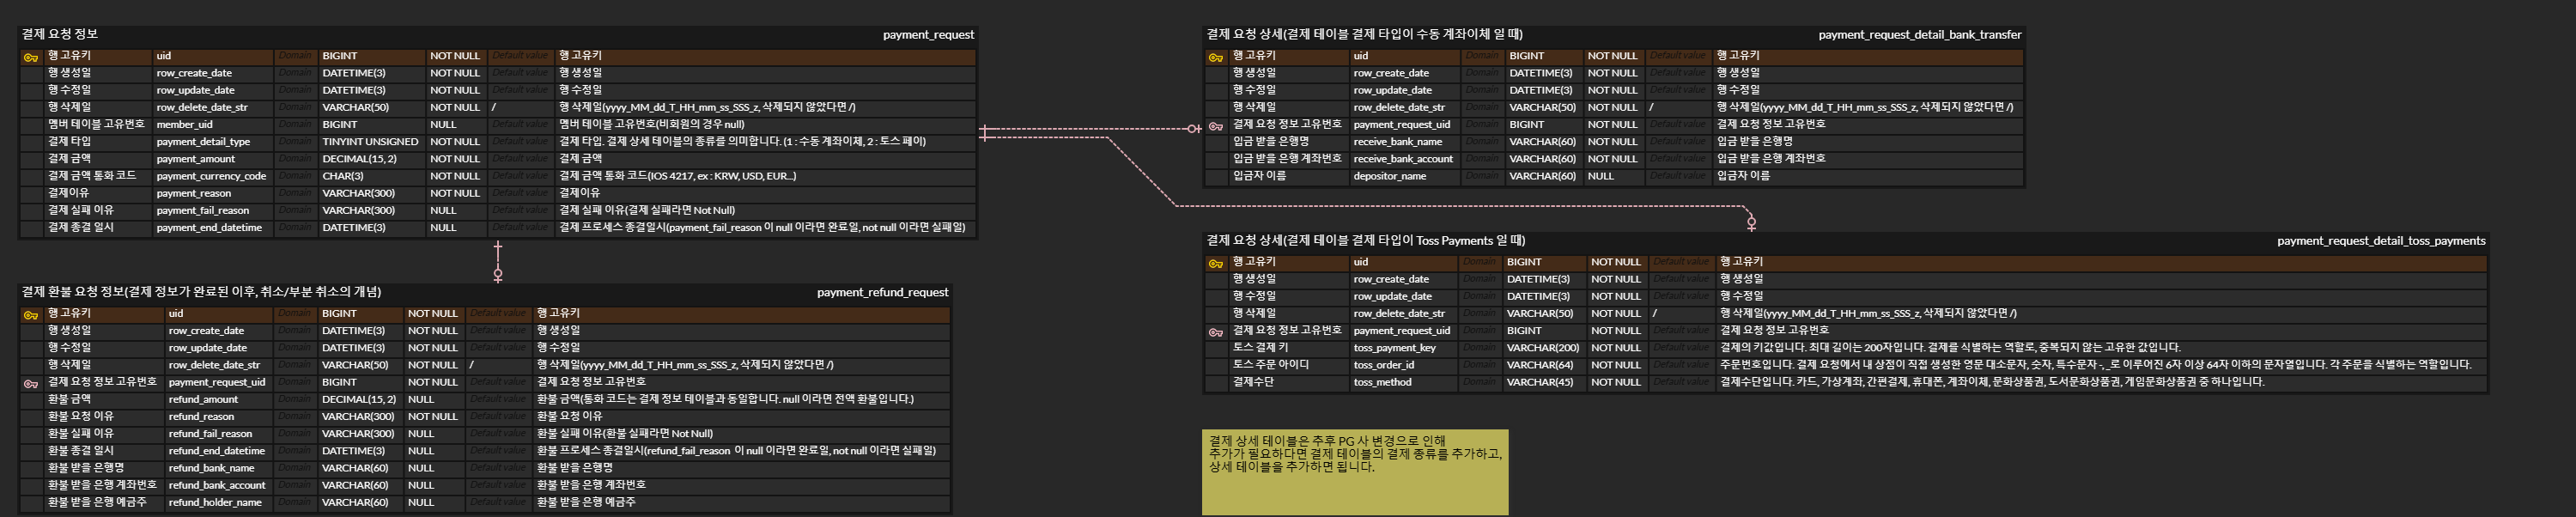 결제 요청 정보 payment_request
행 고유키 uid Domain BIGINT NOT NULL Default value 행 고유키
행 생성일 row_create_date Domain DATETIME(3) NOT NULL Default value 행 생성일
행 수정일 row_update_date Domain DATETIME(3) NOT NULL Default value 행 수정일
행 삭제일 row_delete_date_str Domain VARCHAR(50) NOT NULL / 행 삭제일(yyyy_MM_dd_T_HH_mm_ss_SSS_z, 삭제되지 않았다면 /)
멤버 테이블 고유번호 member_uid Domain BIGINT NULL Default value 멤버 테이블 고유번호(비회원의 경우 null)
결제 타입 payment_detail_type Domain TINYINT UNSIGNED NOT NULL Default value 결제 타입. 결제 상세 테이블의 종류를 의미합니다. (1 : 수동 계좌이체, 2 : 토스 페이)
결제 금액 payment_amount Domain DECIMAL(15, 2) NOT NULL Default value 결제 금액
결제 금액 통화 코드 payment_currency_code Domain CHAR(3) NOT NULL Default value 결제 금액 통화 코드(IOS 4217, ex : KRW, USD, EUR...)
결제이유 payment_reason Domain VARCHAR(300) NOT NULL Default value 결제이유
결제 실패 이유 payment_fail_reason Domain VARCHAR(300) NULL Default value 결제 실패 이유(결제 실패라면 Not Null)
결제 종결 일시 payment_end_datetime Domain DATETIME(3) NULL Default value 결제 프로세스 종결일시(payment_fail_reason 이 null 이라면 완료일, not null 이라면 실패일)
결제 요청 상세(결제 테이블 결제 타입이 수동 계좌이체 일 때) payment_request_detail_bank_transfer
행 고유키 uid Domain BIGINT NOT NULL Default value 행 고유키
행 생성일 row_create_date Domain DATETIME(3) NOT NULL Default value 행 생성일
행 수정일 row_update_date Domain DATETIME(3) NOT NULL Default value 행 수정일
행 삭제일 row_delete_date_str Domain VARCHAR(50) NOT NULL / 행 삭제일(yyyy_MM_dd_T_HH_mm_ss_SSS_z, 삭제되지 않았다면 /)
결제 요청 정보 고유번호 payment_request_uid Domain BIGINT NOT NULL Default value 결제 요청 정보 고유번호
입금 받을 은행명 receive_bank_name Domain VARCHAR(60) NOT NULL Default value 입금 받을 은행명
입금 받을 은행 계좌번호 receive_bank_account Domain VARCHAR(60) NOT NULL Default value 입금 받을 은행 계좌번호
입금자 이름 depositor_name Domain VARCHAR(60) NULL Default value 입금자 이름
결제 환불 요청 정보(결제 정보가 완료된 이후, 취소/부분 취소의 개념) payment_refund_request
행 고유키 uid Domain BIGINT NOT NULL Default value 행 고유키
행 생성일 row_create_date Domain DATETIME(3) NOT NULL Default value 행 생성일
행 수정일 row_update_date Domain DATETIME(3) NOT NULL Default value 행 수정일
행 삭제일 row_delete_date_str Domain VARCHAR(50) NOT NULL / 행 삭제일(yyyy_MM_dd_T_HH_mm_ss_SSS_z, 삭제되지 않았다면 /)
결제 요청 정보 고유번호 payment_request_uid Domain BIGINT NOT NULL Default value 결제 요청 정보 고유번호
환불 금액 refund_amount Domain DECIMAL(15, 2) NULL Default value 환불 금액(통화 코드는 결제 정보 테이블과 동일합니다. null 이라면 전액 환불입니다.)
환불 요청 이유 refund_reason Domain VARCHAR(300) NOT NULL Default value 환불 요청 이유
환불 실패 이유 refund_fail_reason Domain VARCHAR(300) NULL Default value 환불 실패 이유(환불 실패라면 Not Null)
환불 종결 일시 refund_end_datetime Domain DATETIME(3) NULL Default value 환불 프로세스 종결일시(refund_fail_reason 이 null 이라면 완료일, not null 이라면 실패일)
환불 받을 은행명 refund_bank_name Domain VARCHAR(60) NULL Default value 환불 받을 은행명
환불 받을 은행 계좌번호 refund_bank_account Domain VARCHAR(60) NULL Default value 환불 받을 은행 계좌번호
환불 받을 은행 예금주 refund_holder_name Domain VARCHAR(60) NULL Default value 환불 받을 은행 예금주
결제 요청 상세(결제 테이블 결제 타입이 Toss Payments 일 때) payment_request_detail_toss_payments
행 고유키 uid Domain BIGINT NOT NULL Default value 행 고유키
행 생성일 row_create_date Domain DATETIME(3) NOT NULL Default value 행 생성일
행 수정일 row_update_date Domain DATETIME(3) NOT NULL Default value 행 수정일
행 삭제일 row_delete_date_str Domain VARCHAR(50) NOT NULL / 행 삭제일(yyyy_MM_dd_T_HH_mm_ss_SSS_z, 삭제되지 않았다면 /)
결제 요청 정보 고유번호 payment_request_uid Domain BIGINT NOT NULL Default value 결제 요청 정보 고유번호
토스 결제 키 toss_payment_key Domain VARCHAR(200) NOT NULL Default value 결제의 키값입니다. 최대 길이는 200자입니다. 결제를 식별하는 역할로, 중복되지 않는 고유한 값입니다.
토스 주문 아이디 toss_order_id Domain VARCHAR(64) NOT NULL Default value 주문번호입니다. 결제 요청에서 내 상점이 직접 생성한 영문 대소문자, 숫자, 특수문자 -, _로 이루어진 6자 이상 64자 이하의 문자열입니다. 각 주문을 식별하는 역할입니다.
결제수단 toss_method Domain VARCHAR(45) NOT NULL Default value 결제수단입니다. 카드, 가상계좌, 간편결제, 휴대폰, 계좌이체, 문화상품권, 도서문화상품권, 게임문화상품권 중 하나입니다.
결제 상세 테이블은 추후 PG 사 변경으로 인해
추가가 필요하다면 결제 테이블의 결제 종류를 추가하고,
상세 테이블을 추가하면 됩니다.